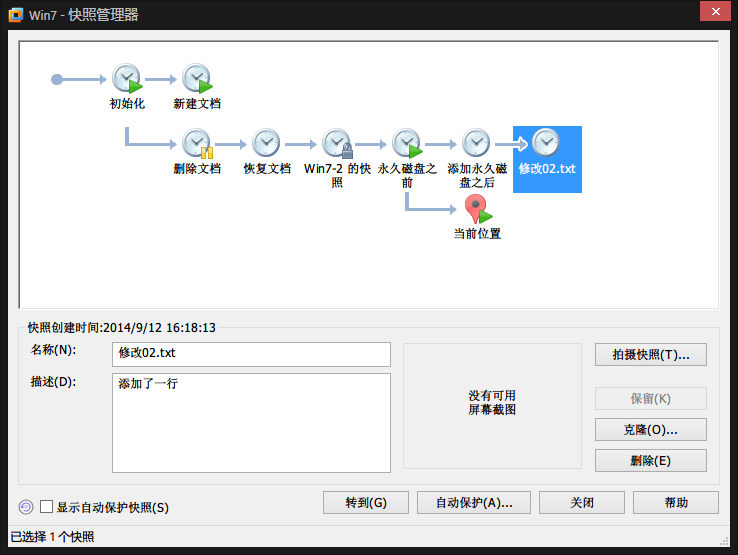 Win7 - 快照管理器
初始化
新建文档
删除文档
恢复文档
Win7-2 的快
照
永久磁盘之
前
添加永久磁
盘之后
修改02.txt
当前位置
快照创建时间:2014/9/12 16:18:13
名称(N):
修改02.txt
描述(D):
添加了一行
没有可用
屏幕截图
拍摄快照(T)...
保留(K)
克隆(O)...
删除(E)
显示自动保护快照(S)
转到(G)
自动保护(A)...
关闭
帮助
已选择 1 个快照